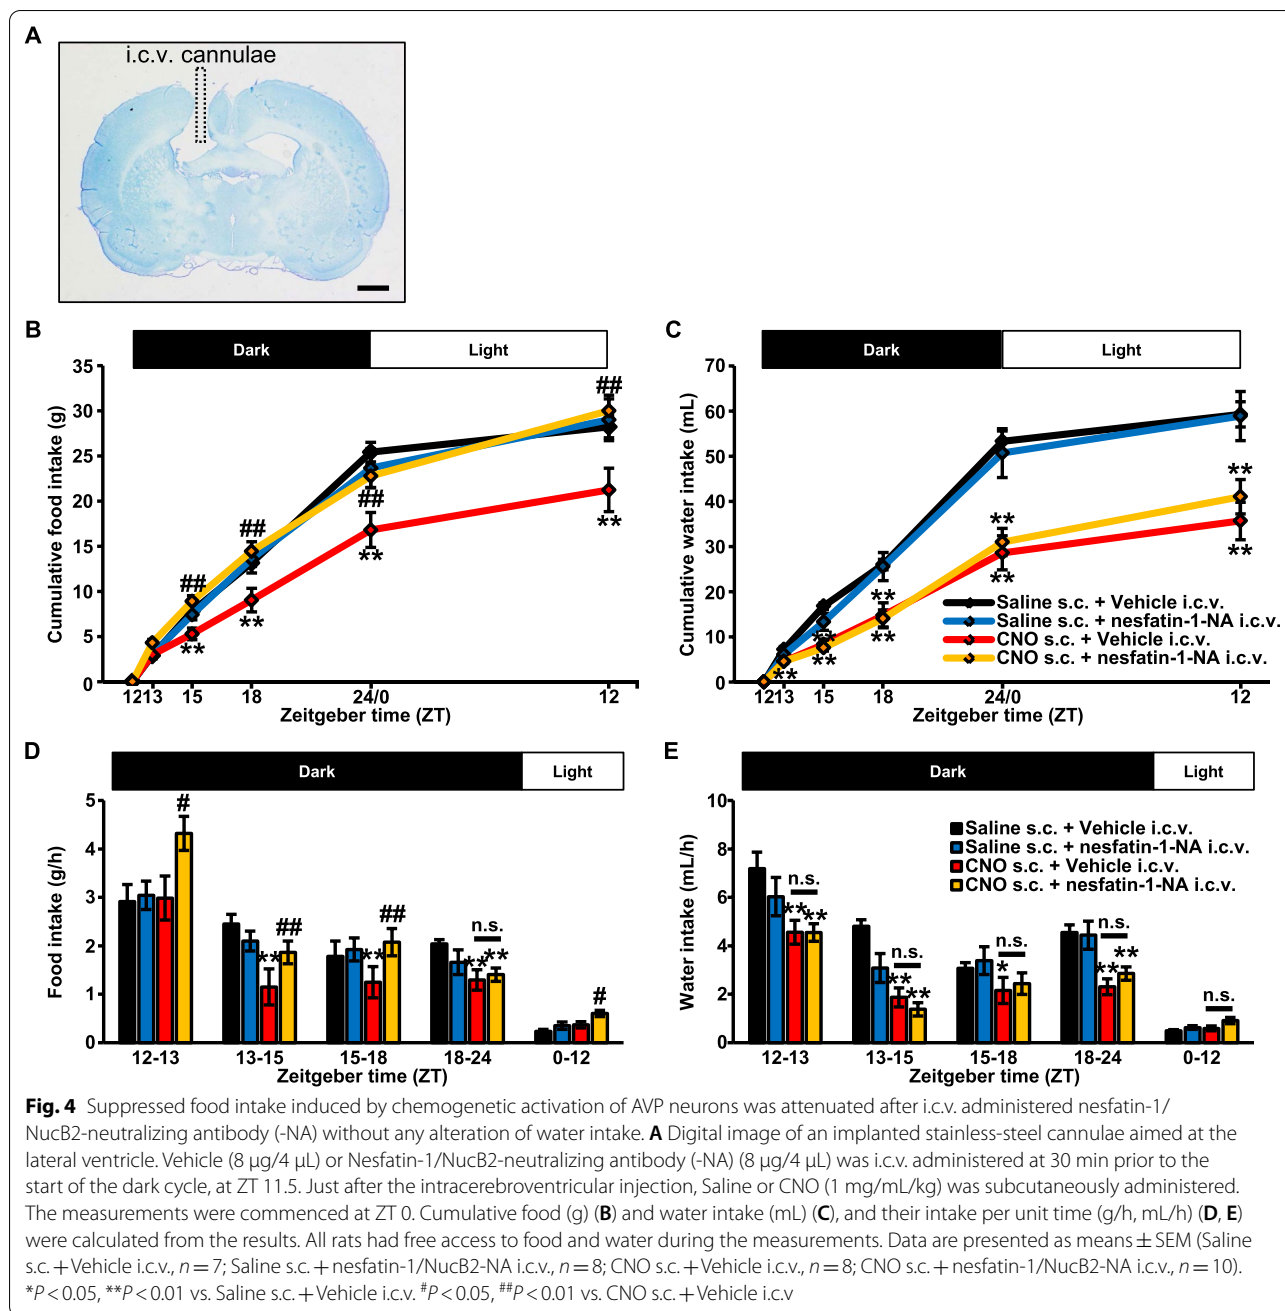 A
i.c.v. cannulae
B
Dark
Light
Cumulative food intake (g)
35
30
25
20
15
10
5
0
##
##
##
##
**
**
**
**
12 13 15 18 24/0 12
Zeitgeber time (ZT)
C
Dark
Light
Cumulative water intake (mL)
70
60
50
40
30
20
10
0
**
**
**
**
**
**
**
**
**
Saline s.c. + Vehicle i.c.v.
Saline s.c. + nesfatin-1-NA i.c.v.
CNO s.c. + Vehicle i.c.v.
CNO s.c. + nesfatin-1-NA i.c.v.
12 13 15 18 24/0 12
Zeitgeber time (ZT)
D
Dark
Light
Food intake (g/h)
5
4
3
2
1
0
#
** ##
** ##
n.s.
** **
#
12-13 13-15 15-18 18-24 0-12
Zeitgeber time (ZT)
E
Dark
Light
Water intake (mL/h)
10
8
6
4
2
0
Saline s.c. + Vehicle i.c.v.
Saline s.c. + nesfatin-1-NA i.c.v.
CNO s.c. + Vehicle i.c.v.
CNO s.c. + nesfatin-1-NA i.c.v.
n.s.
** **
n.s.
** **
n.s.
*
n.s.
** **
n.s.
12-13 13-15 15-18 18-24 0-12
Zeitgeber time (ZT)
Fig. 4 Suppressed food intake induced by chemogenetic activation of AVP neurons was attenuated after i.c.v. administered nesfatin-1/
NucB2-neutralizing antibody (-NA) without any alteration of water intake. A Digital image of an implanted stainless-steel cannulae aimed at the
lateral ventricle. Vehicle (8 µg/4 µL) or Nesfatin-1/NucB2-neutralizing antibody (-NA) (8 µg/4 µL) was i.c.v. administered at 30 min prior to the
start of the dark cycle, at ZT 11.5. Just after the intracerebroventricular injection, Saline or CNO (1 mg/mL/kg) was subcutaneously administered.
The measurements were commenced at ZT 0. Cumulative food (g) (B) and water intake (mL) (C), and their intake per unit time (g/h, mL/h) (D, E)
were calculated from the results. All rats had free access to food and water during the measurements. Data are presented as means ± SEM (Saline
s.c. + Vehicle i.c.v., n = 7; Saline s.c. + nesfatin-1/NucB2-NA i.c.v., n = 8; CNO s.c. + Vehicle i.c.v., n = 8; CNO s.c. + nesfatin-1/NucB2-NA i.c.v., n = 10).
*P < 0.05, **P < 0.01 vs. Saline s.c. + Vehicle i.c.v. #P < 0.05, ##P < 0.01 vs. CNO s.c. + Vehicle i.c.v